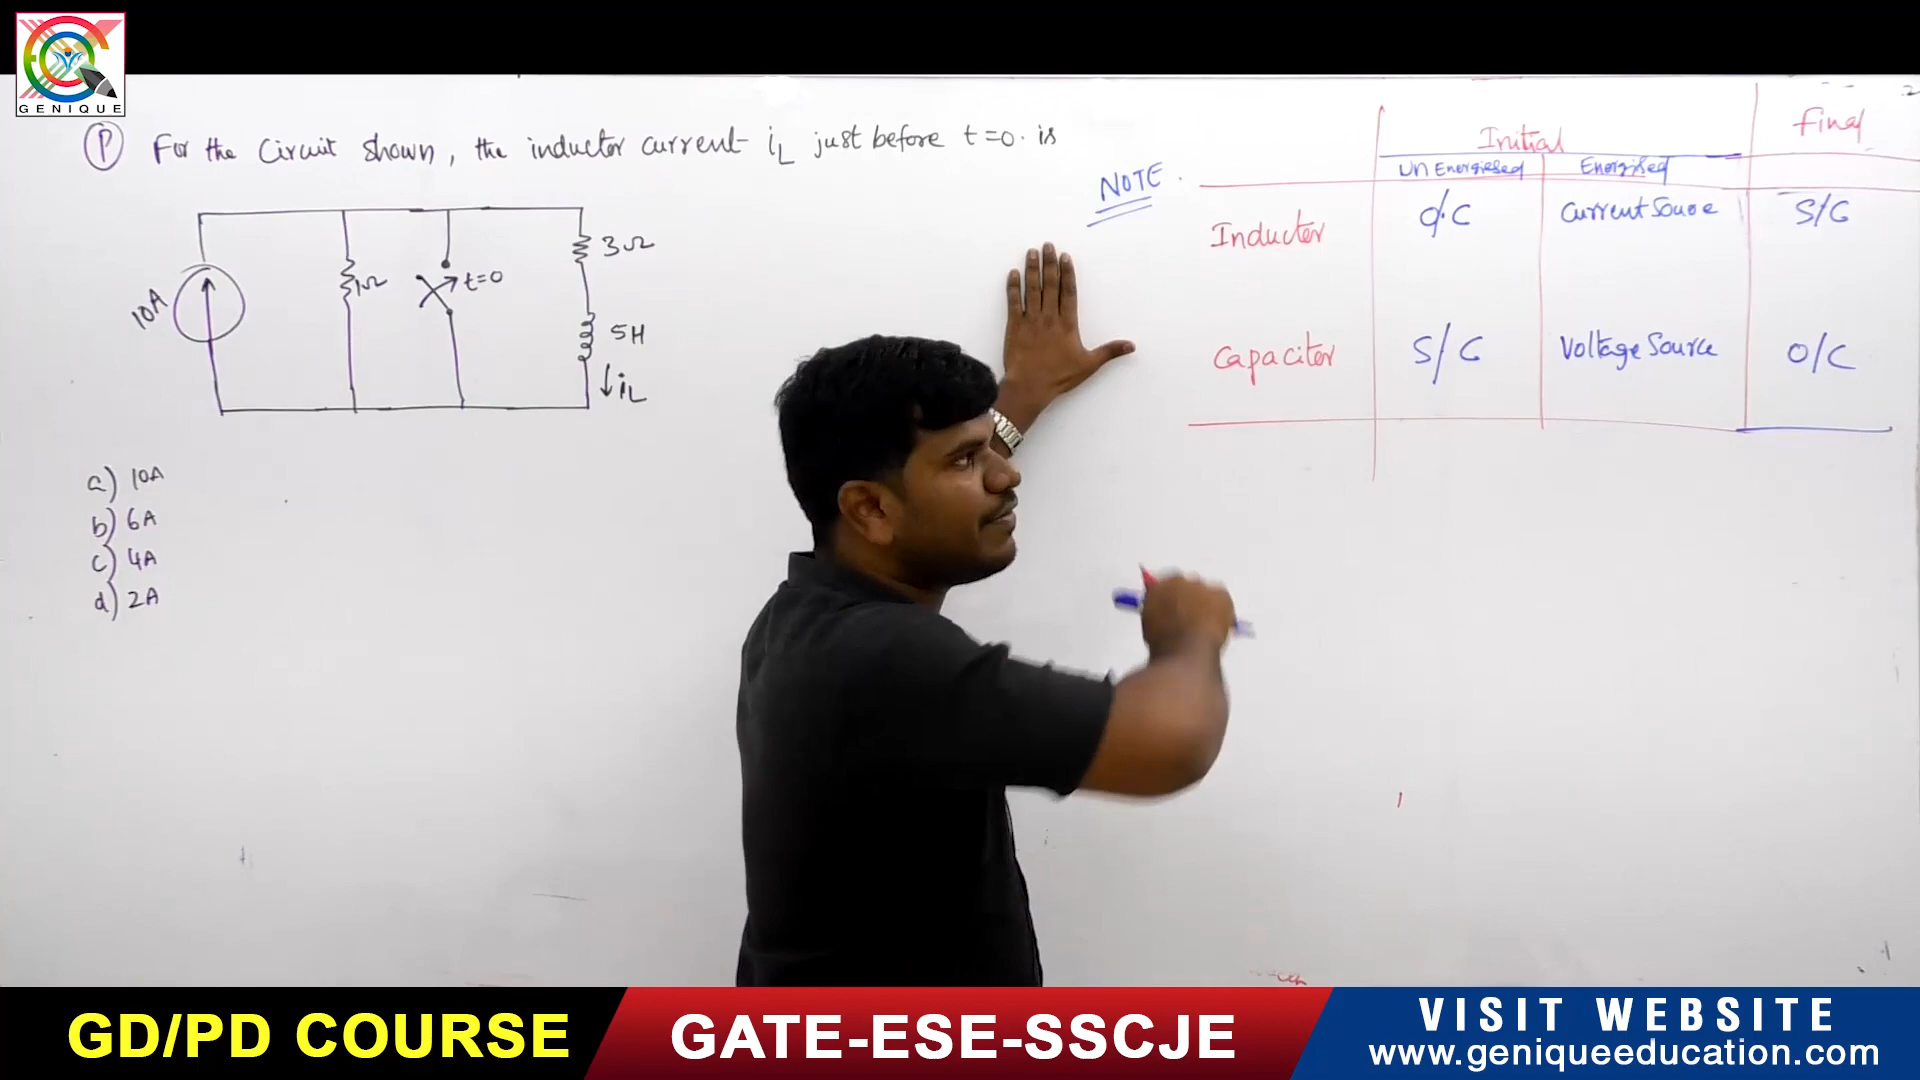 GENIQUE
P For the Circuit shown, the inductor current iL just before t=0. is
10A
1Ω
t=0
3Ω
5H
↓iL
a) 10A
b) 6A
c) 4A
d) 2A
NOTE.
Initial
Final
UN Energiesed
Energised
Inductor
O.C
Current Source
S/C
Capacitor
S/C
Voltage Source
O/C
GD/PD COURSE
GATE-ESE-SSCJE
VISIT WEBSITE
www.geniqueeducation.com